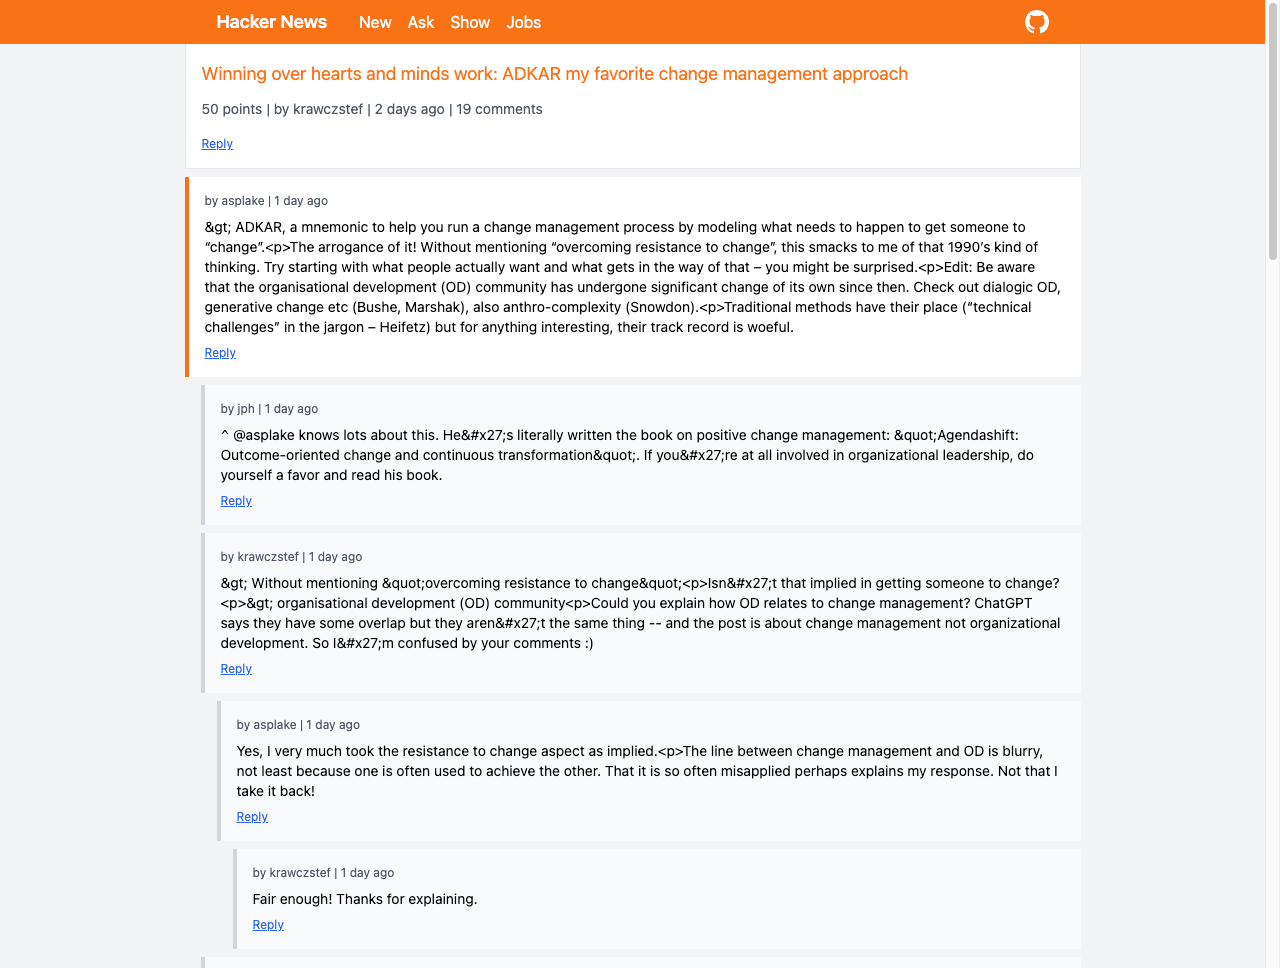 Hacker News New Ask Show Jobs
Winning over hearts and minds work: ADKAR my favorite change management approach
50 points | by krawczstef | 2 days ago | 19 comments
Reply
by asplake | 1 day ago
&gt; ADKAR, a mnemonic to help you run a change management process by modeling what needs to happen to get someone to
“change”.<p>The arrogance of it! Without mentioning “overcoming resistance to change”, this smacks to me of that 1990’s kind of
thinking. Try starting with what people actually want and what gets in the way of that – you might be surprised.<p>Edit: Be aware
that the organisational development (OD) community has undergone significant change of its own since then. Check out dialogic OD,
generative change etc (Bushe, Marshak), also anthro-complexity (Snowdon).<p>Traditional methods have their place (“technical
challenges” in the jargon – Heifetz) but for anything interesting, their track record is woeful.
Reply
by jph | 1 day ago
^ @asplake knows lots about this. He&#x27;s literally written the book on positive change management: &quot;Agendashift:
Outcome-oriented change and continuous transformation&quot;. If you&#x27;re at all involved in organizational leadership, do
yourself a favor and read his book.
Reply
by krawczstef | 1 day ago
&gt; Without mentioning &quot;overcoming resistance to change&quot;<p>Isn&#x27;t that implied in getting someone to change?
<p>&gt; organisational development (OD) community<p>Could you explain how OD relates to change management? ChatGPT
says they have some overlap but they aren&#x27;t the same thing -- and the post is about change management not organizational
development. So I&#x27;m confused by your comments :)
Reply
by asplake | 1 day ago
Yes, I very much took the resistance to change aspect as implied.<p>The line between change management and OD is blurry,
not least because one is often used to achieve the other. That it is so often misapplied perhaps explains my response. Not that I
take it back!
Reply
by krawczstef | 1 day ago
Fair enough! Thanks for explaining.
Reply